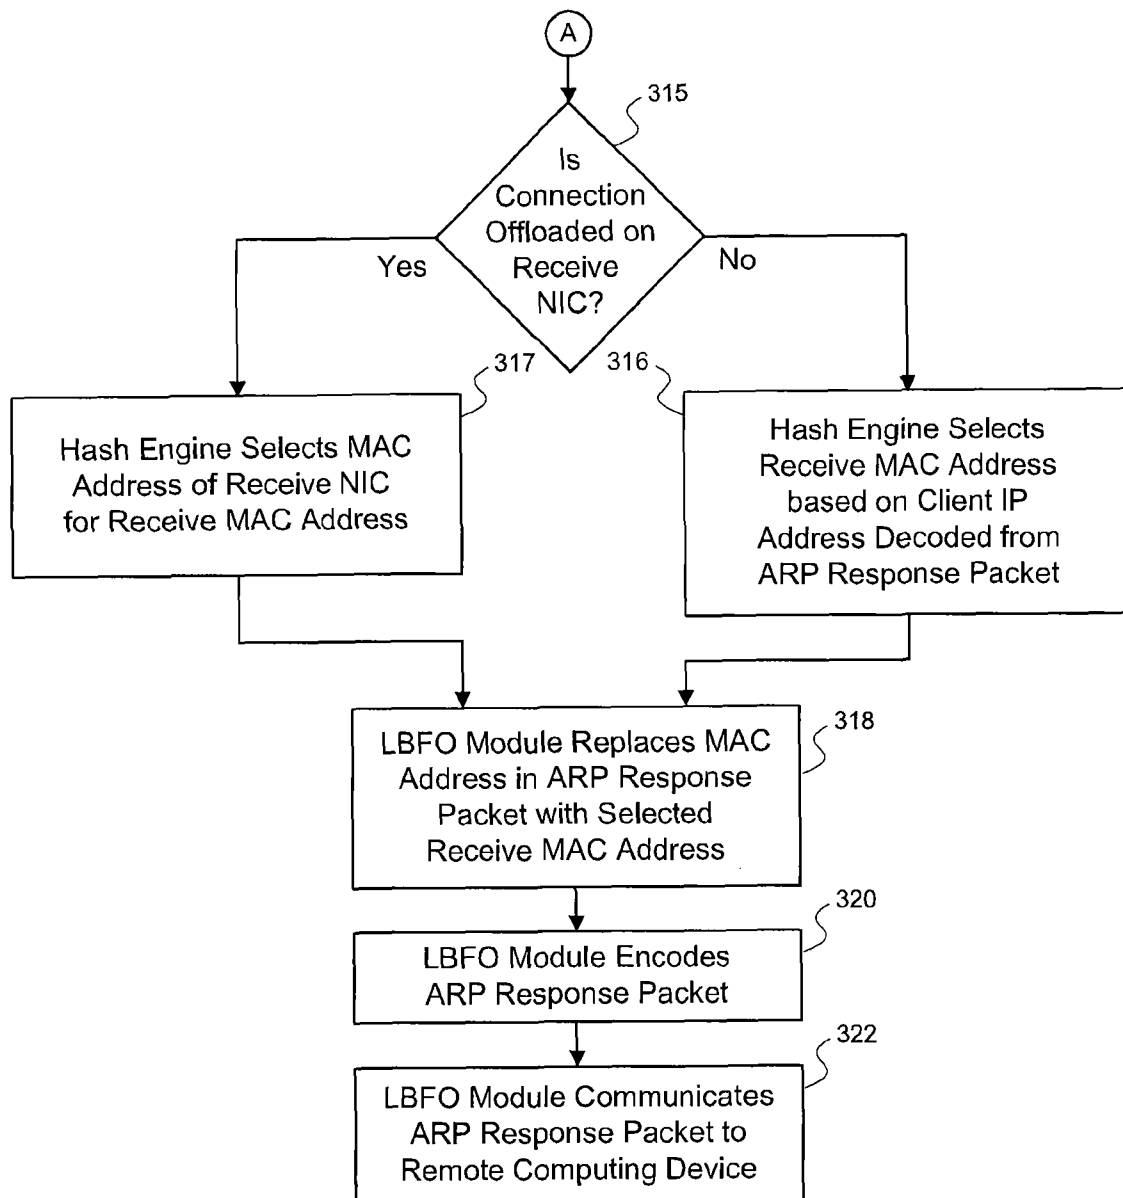 A
315
Is
Connection
Offloaded on
Receive
NIC?
Yes
No
317
316
Hash Engine Selects MAC
Address of Receive NIC
for Receive MAC Address
Hash Engine Selects
Receive MAC Address
based on Client IP
Address Decoded from
ARP Response Packet
318
LBFO Module Replaces MAC
Address in ARP Response
Packet with Selected
Receive MAC Address
320
LBFO Module Encodes
ARP Response Packet
322
LBFO Module Communicates
ARP Response Packet to
Remote Computing Device